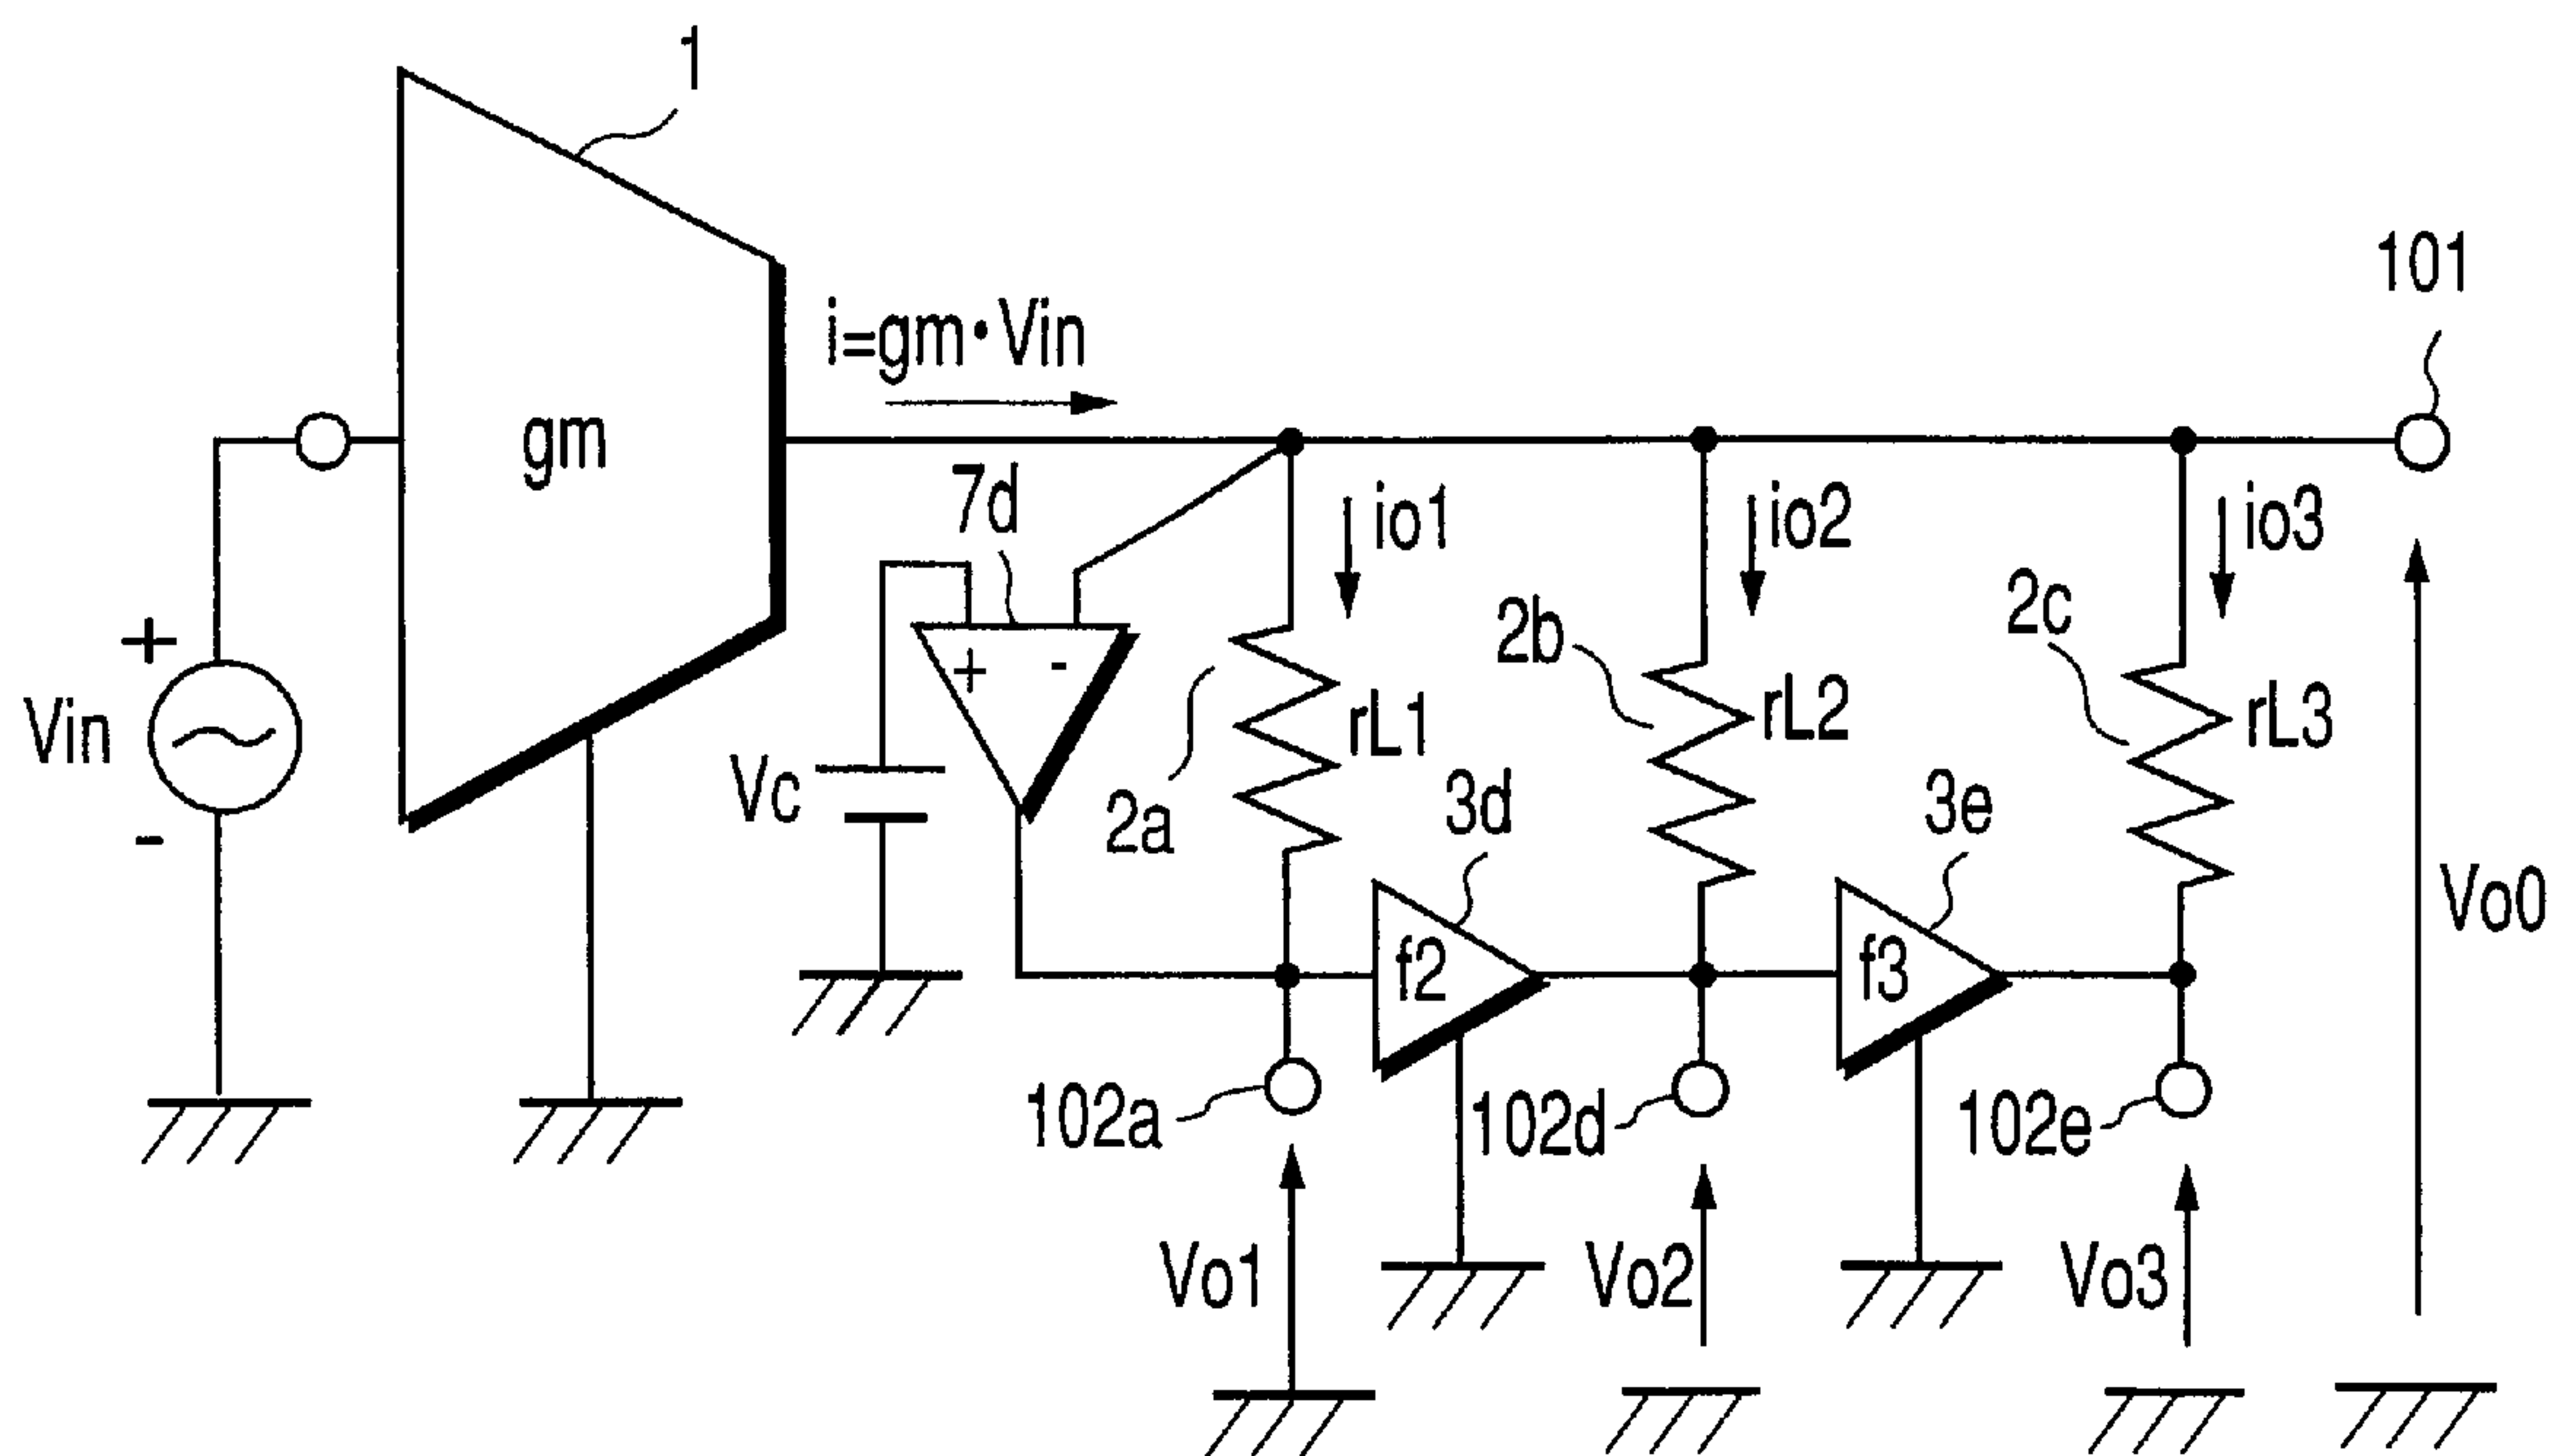 1
101
i=gm•Vin
gm
7d
io1
io2
io3
2b
2c
+
+ -
Vin
rL1
rL2
rL3
Vc
2a
3d
3e
-
Vo0
f2
f3
102a
102d
102e
Vo1
Vo2
Vo3